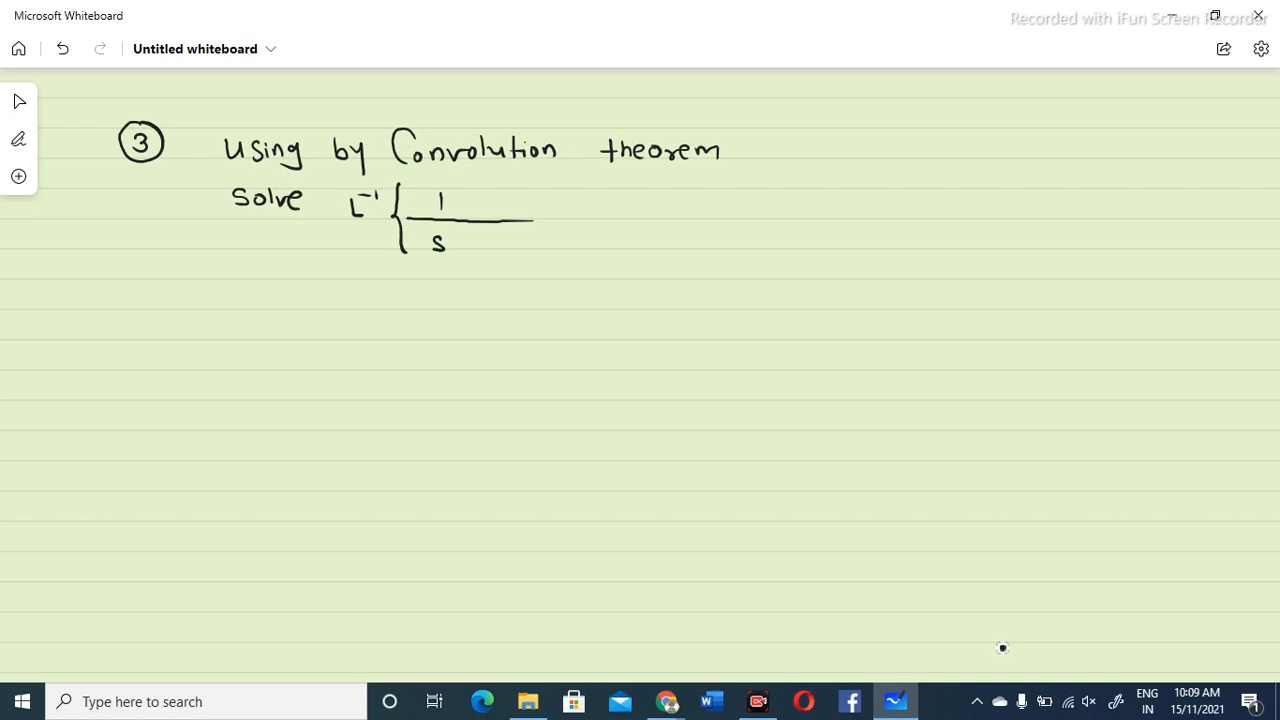 Microsoft Whiteboard
Recorded with iFun Screen Recorder
Untitled whiteboard
3 Using by Convolution theorem
Solve L⁻¹ { 1
s
Type here to search
ENG
IN
10:09 AM
15/11/2021
1